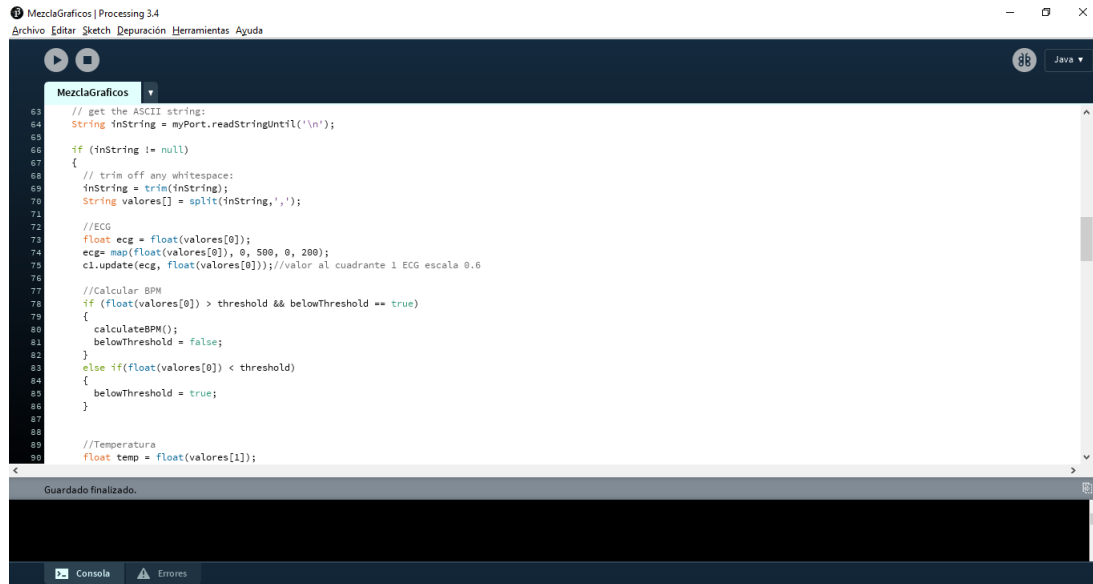 MezclaGraficos | Processing 3.4
Archivo Editar Sketch Depuración Herramientas Ayuda
Java
MezclaGraficos
63 // get the ASCII string:
64 String inString = myPort.readStringUntil('\n');
65
66 if (inString != null)
67 {
68 // trim off any whitespace:
69 inString = trim(inString);
70 String valores[] = split(inString,',');
71
72 //ECG
73 float ecg = float(valores[0]);
74 ecg= map(float(valores[0]), 0, 500, 0, 200);
75 c1.update(ecg, float(valores[0]));//valor al cuadrante 1 ECG escala 0.6
76
77 //Calcular BPM
78 if (float(valores[0]) > threshold && belowThreshold == true)
79 {
80 calculateBPM();
81 belowThreshold = false;
82 }
83 else if(float(valores[0]) < threshold)
84 {
85 belowThreshold = true;
86 }
87
88
89 //Temperatura
90 float temp = float(valores[1]);
Guardado finalizado.
Consola Errores